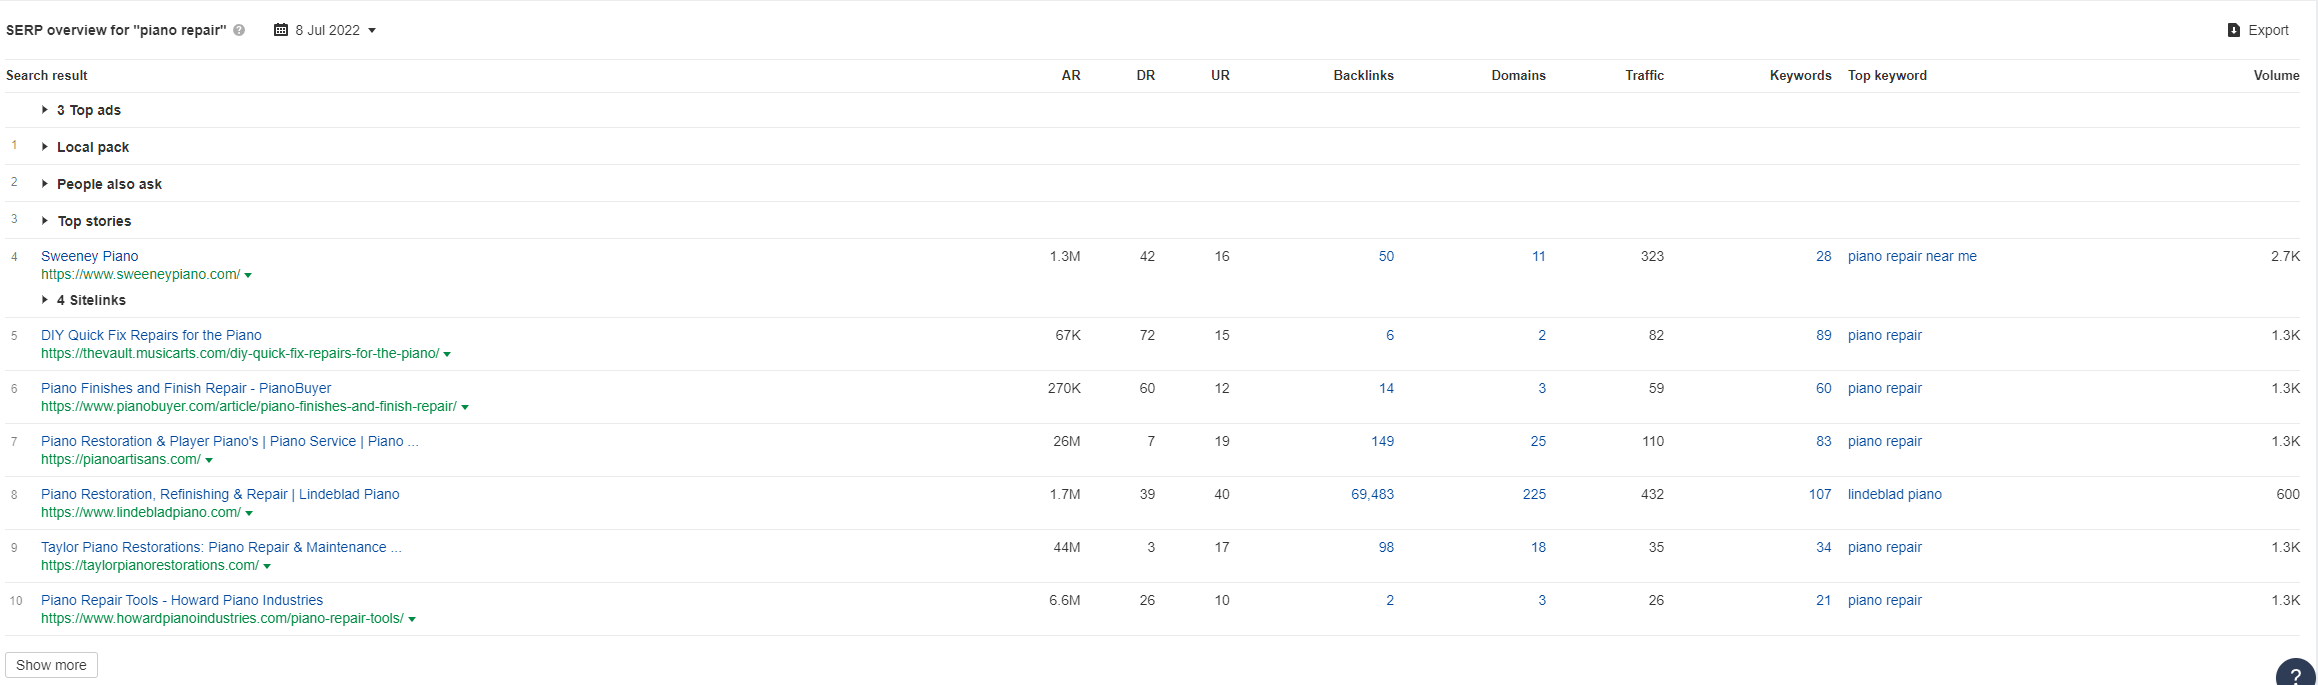 SERP overview for "piano repair" ? 8 Jul 2022 Export
Search result AR DR UR Backlinks Domains Traffic Keywords Top keyword Volume
3 Top ads
1 Local pack
2 People also ask
3 Top stories
4 Sweeney Piano 1.3M 42 16 50 11 323 28 piano repair near me 2.7K
https://www.sweeneypiano.com/
4 Sitelinks
5 DIY Quick Fix Repairs for the Piano 67K 72 15 6 2 82 89 piano repair 1.3K
https://thevault.musicarts.com/diy-quick-fix-repairs-for-the-piano/
6 Piano Finishes and Finish Repair - PianoBuyer 270K 60 12 14 3 59 60 piano repair 1.3K
https://www.pianobuyer.com/article/piano-finishes-and-finish-repair/
7 Piano Restoration & Player Piano's | Piano Service | Piano ... 26M 7 19 149 25 110 83 piano repair 1.3K
https://pianoartisans.com/
8 Piano Restoration, Refinishing & Repair | Lindeblad Piano 1.7M 39 40 69,483 225 432 107 lindeblad piano 600
https://www.lindebladpiano.com/
9 Taylor Piano Restorations: Piano Repair & Maintenance ... 44M 3 17 98 18 35 34 piano repair 1.3K
https://taylorpianorestorations.com/
10 Piano Repair Tools - Howard Piano Industries 6.6M 26 10 2 3 26 21 piano repair 1.3K
https://www.howardpianoindustries.com/piano-repair-tools/
Show more
?